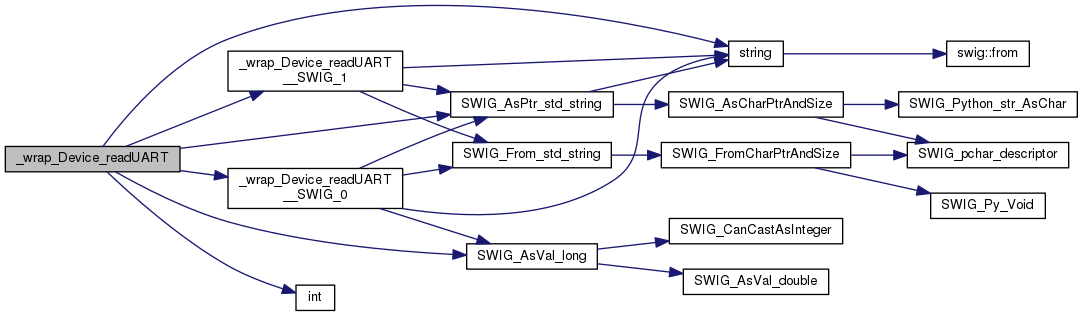 _wrap_Device_readUART
_wrap_Device_readUART
__SWIG_1
_wrap_Device_readUART
__SWIG_0
int
string
SWIG_AsPtr_std_string
SWIG_From_std_string
SWIG_AsVal_long
swig::from
SWIG_AsCharPtrAndSize
SWIG_FromCharPtrAndSize
SWIG_CanCastAsInteger
SWIG_AsVal_double
SWIG_Python_str_AsChar
SWIG_pchar_descriptor
SWIG_Py_Void